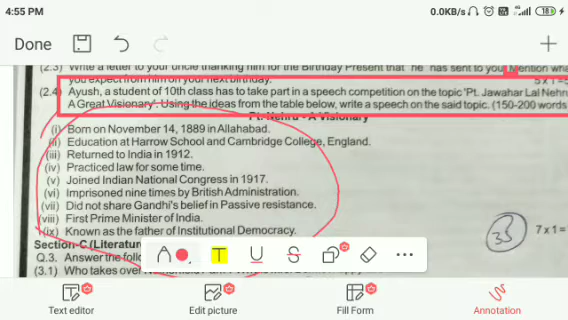 4:55 PM
0.0KB/s
18
Done
(2.3) Write a letter to your uncle thanking him for the Birthday Present that he has sent to you. Mention wha
you expect from him on your next birthday.
5 x 1 =5
(2.4) Ayush, a student of 10th class has to take part in a speech competition on the topic 'Pt. Jawahar Lal Nehr
A Great Visionary'. Using the ideas from the table below, write a speech on the said topic. (150-200 words
Pt. Nehru - A Visionary
(i) Born on November 14, 1889 in Allahabad.
(ii) Education at Harrow School and Cambridge College, England.
(iii) Returned to India in 1912.
(iv) Practiced law for some time.
(v) Joined Indian National Congress in 1917.
(vi) Imprisoned nine times by British Administration.
(vii) Did not share Gandhi's belief in Passive resistance.
(viii) First Prime Minister of India.
(ix) Known as the father of Institutional Democracy.
35
7 x 1 =
Section-C (Literatur
Q.3. Answer the foll
(3.1) Who takes over
A T U S
Text editor
Edit picture
Fill Form
Annotation